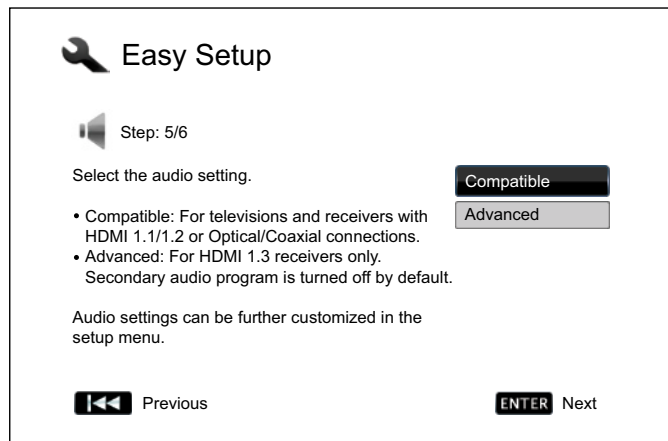 Easy Setup
Step: 5/6
Select the audio setting.
Compatible
Advanced
• Compatible: For televisions and receivers with
HDMI 1.1/1.2 or Optical/Coaxial connections.
• Advanced: For HDMI 1.3 receivers only.
Secondary audio program is turned off by default.
Audio settings can be further customized in the
setup menu.
Previous
ENTER Next